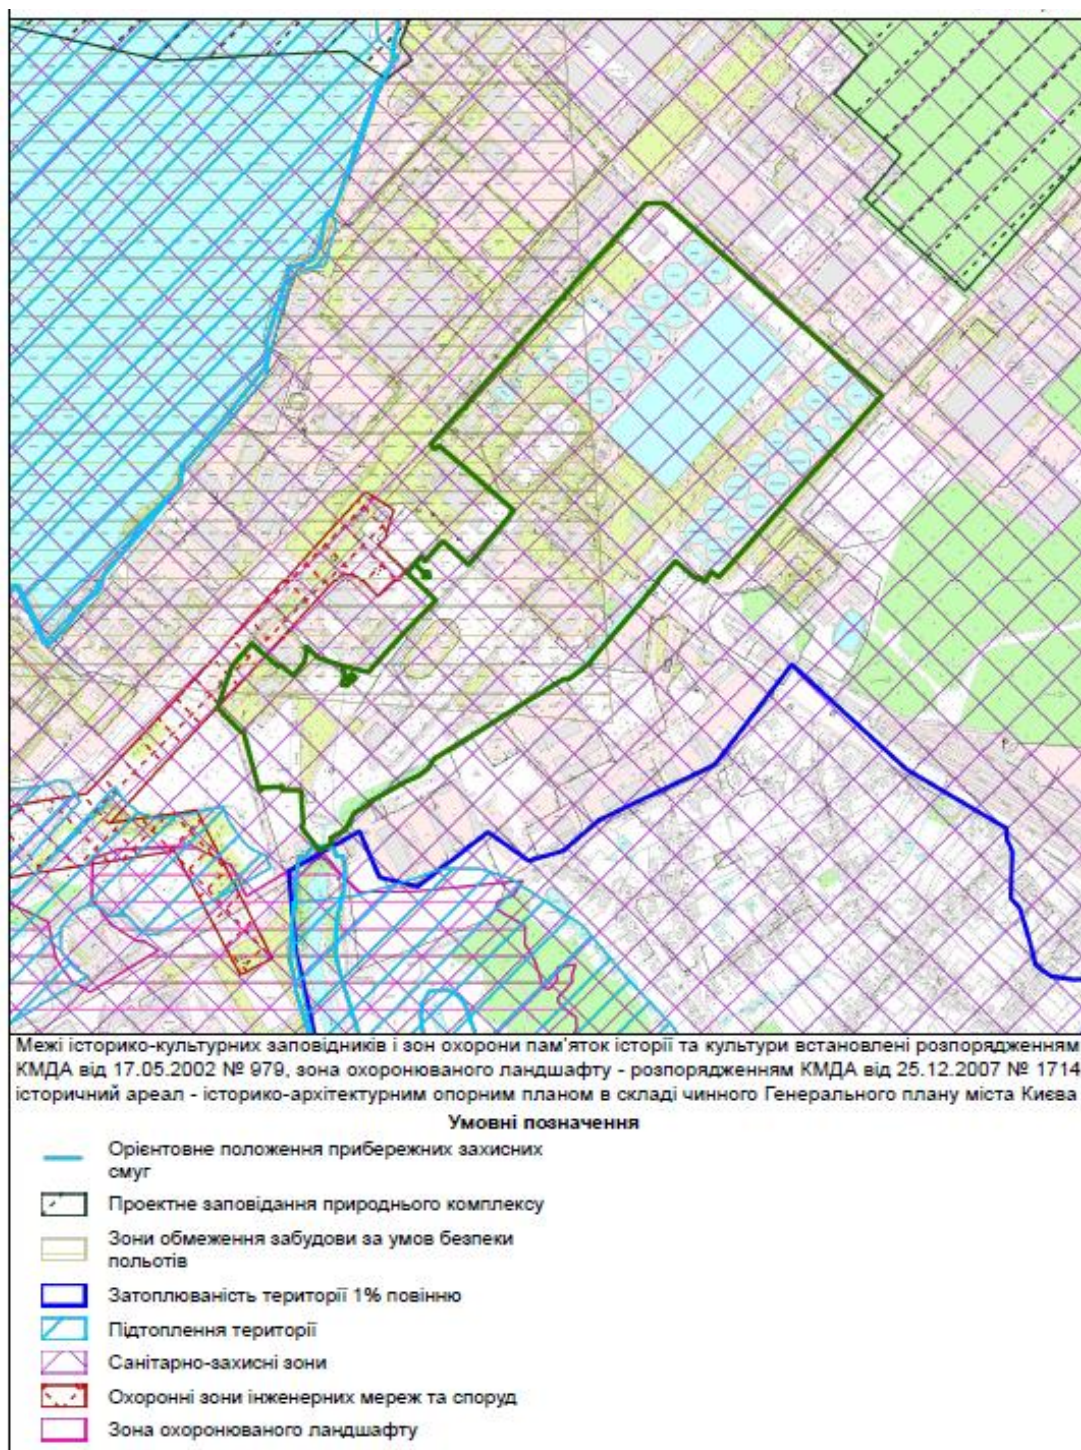 Межі історико-культурних заповідників і зон охорони пам'яток історії та культури встановлені розпорядженням
КМДА від 17.05.2002 № 979, зона охоронюваного ландшафту - розпорядженням КМДА від 25.12.2007 № 1714
історичний ареал - історико-архітектурним опорним планом в складі чинного Генерального плану міста Києва
Умовні позначення
Орієнтовне положення прибережних захисних
смуг
Проектне заповідання природнього комплексу
Зони обмеження забудови за умов безпеки
польотів
Затоплюваність території 1% повінню
Підтоплення території
Санітарно-захисні зони
Охоронні зони інженерних мереж та споруд
Зона охоронюваного ландшафту